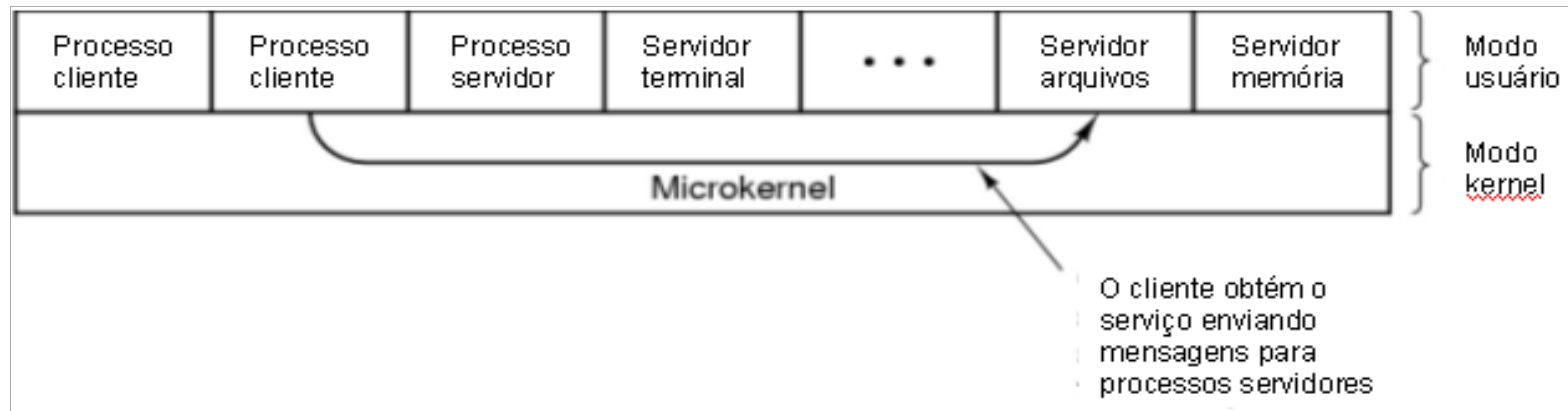 Processo
cliente
Processo
cliente
Processo
servidor
Servidor
terminal
• • •
Servidor
arquivos
Servidor
memória
Modo
usuário
Microkernel
Modo
kernel
O cliente obtém o
serviço enviando
mensagens para
processos servidores